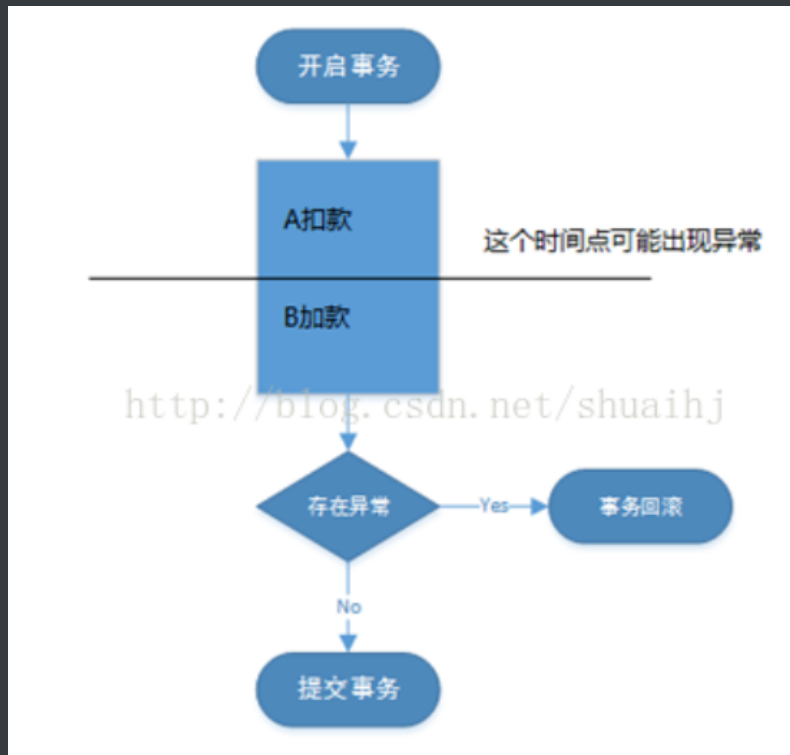 开启事务
A扣款
这个时间点可能出现异常
B加款
http://blog.csdn.net/shuaihj
存在异常
Yes
事务回滚
No
提交事务